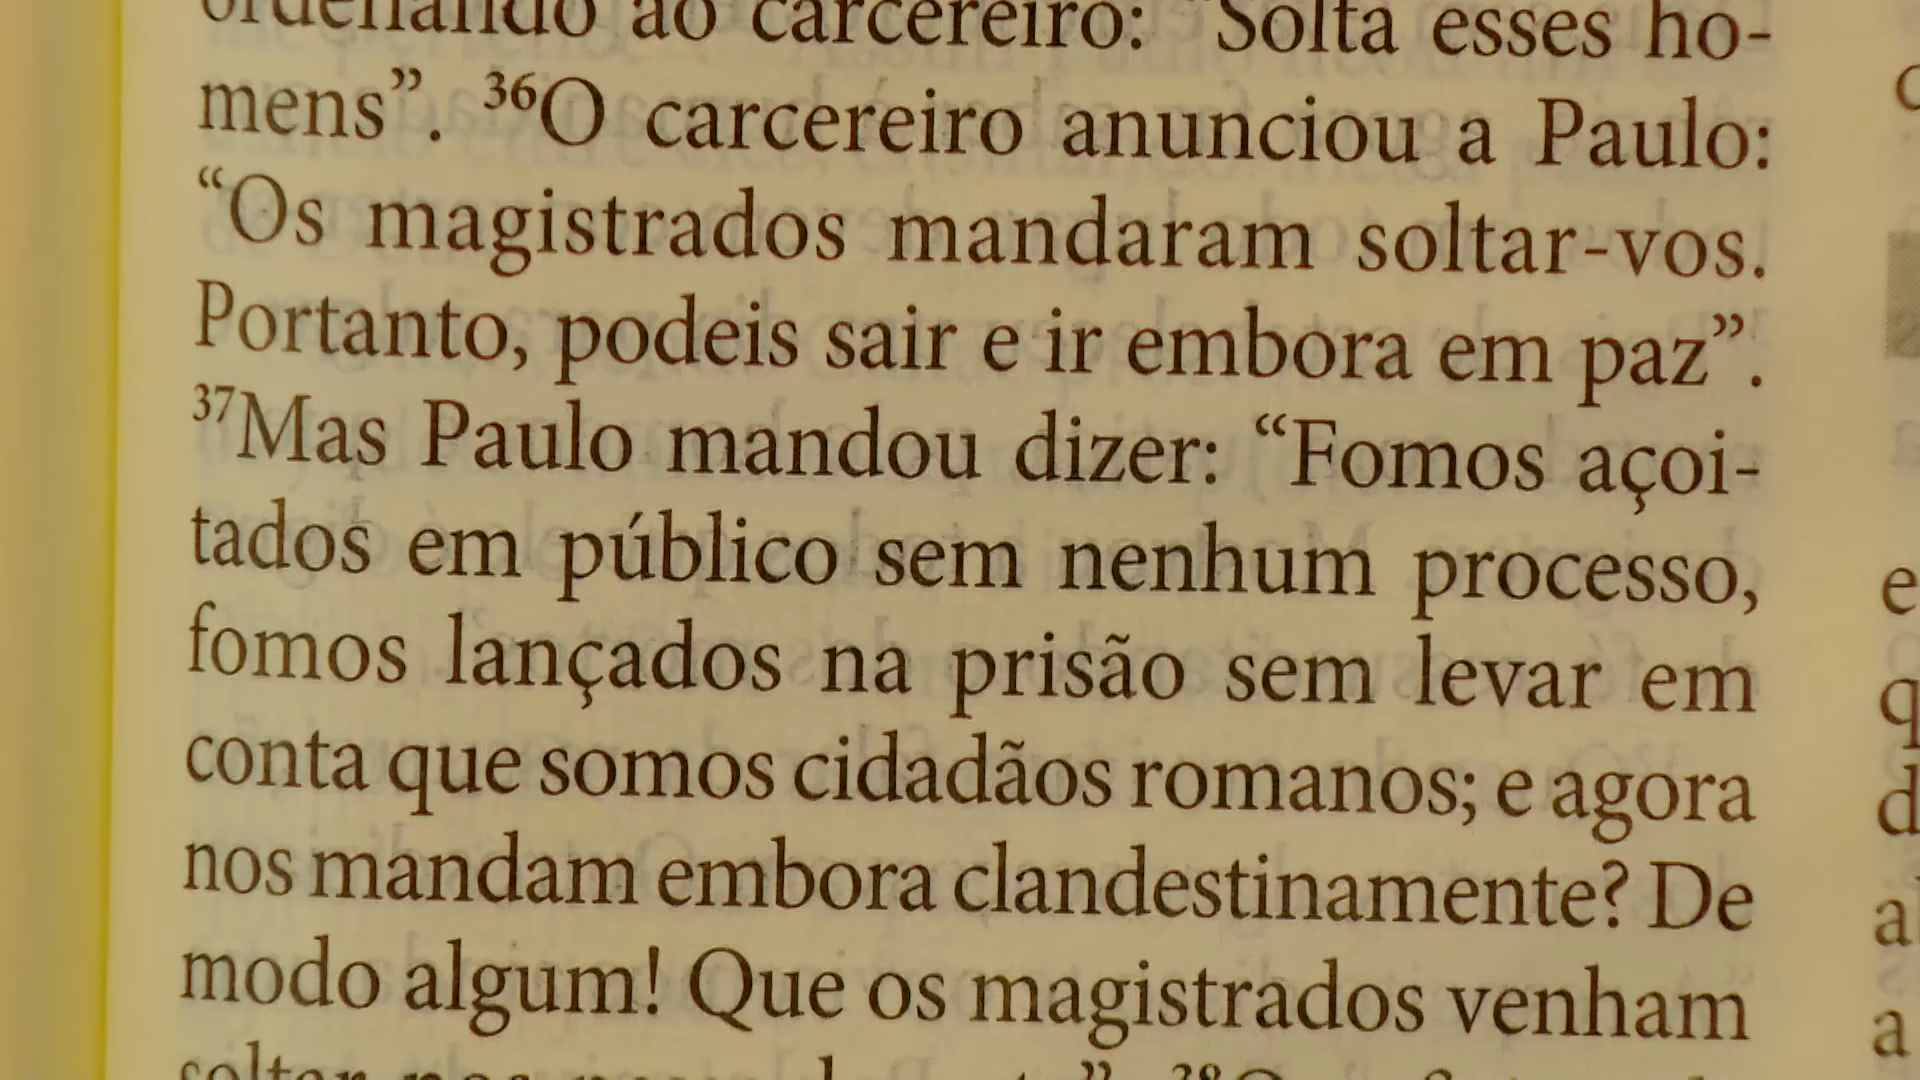 ordenando ao carcereiro: “Solta esses ho-
mens”. ³⁶O carcereiro anunciou a Paulo:
“Os magistrados mandaram soltar-vos.
Portanto, podeis sair e ir embora em paz”.
³⁷Mas Paulo mandou dizer: “Fomos açoi-
tados em público sem nenhum processo,
fomos lançados na prisão sem levar em
conta que somos cidadãos romanos; e agora
nos mandam embora clandestinamente? De
modo algum! Que os magistrados venham